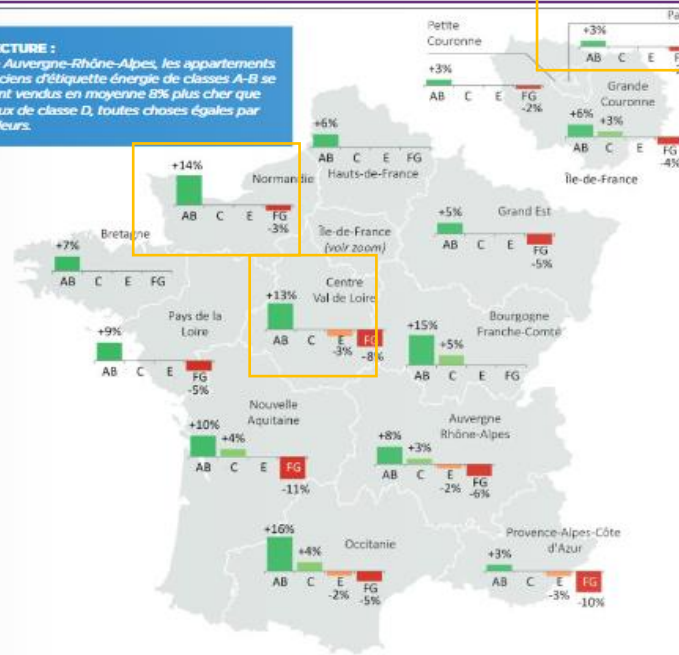 CTURE :
Auvergne-Rhône-Alpes, les appartements
ciens d'étiquette énergie de classes A-B se
nt vendus en moyenne 8% plus cher que
ux de classe D, toutes choses égales par
leurs.
Petite
Couronne
+3%
AB C E FG
-2%
Pa
+3%
AB C E F
Grande
Couronne
+6% +3%
AB C E FG
-4%
Île-de-France
+6%
AB C E FG
Hauts-de-France
+14%
Normandie
AB C E FG
-3%
Île-de-France
(voir zoom)
Grand Est
+5%
AB C E FG
-5%
Bretagne
+7%
AB C E FG
Centre
Val de Loire
+13%
AB C E FG
-3% -8%
Pays de la
Loire
+9%
AB C E FG
-5%
Bourgogne
Franche-Comté
+15% +5%
AB C E FG
Nouvelle
Aquitaine
+10% +4%
AB C E FG
-11%
Auvergne
Rhône-Alpes
+8% +3%
AB C E FG
-2% -6%
Occitanie
+16%
+4%
AB C E FG
-2% -5%
Provence-Alpes-Côte
d'Azur
+3%
AB C E FG
-3% -10%